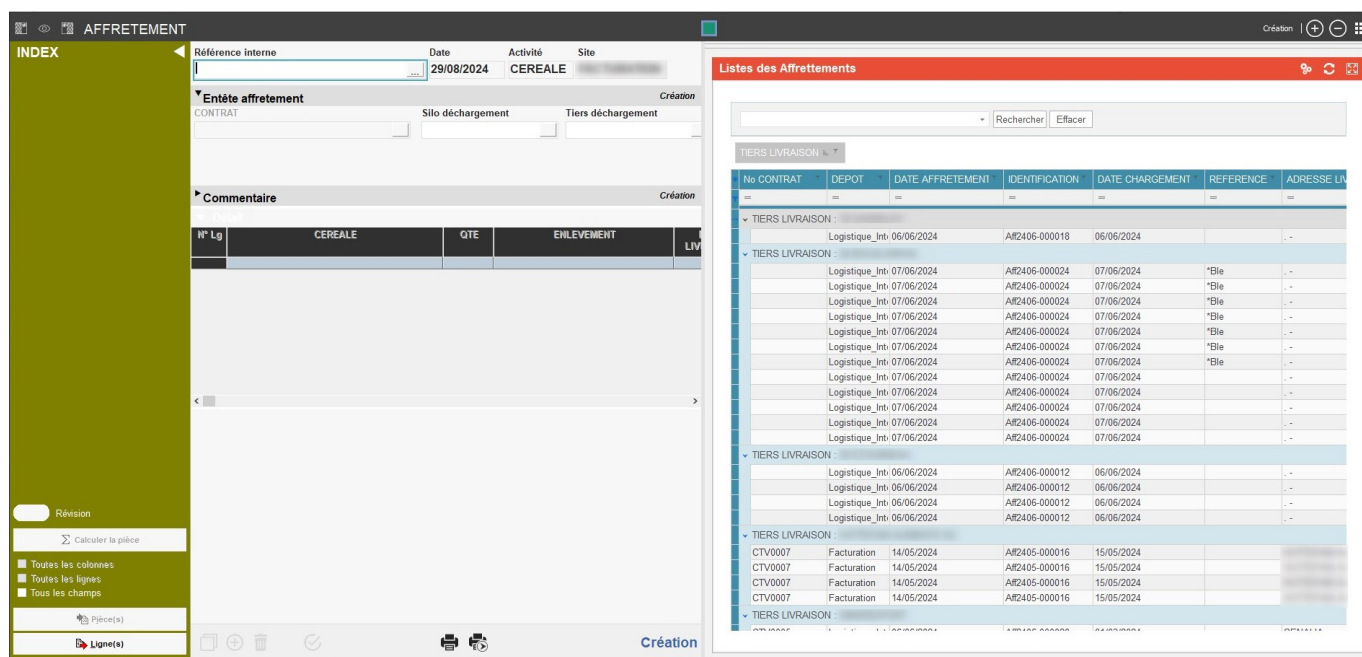 AFFRETEMENT
Création
INDEX
Référence interne Date Activité Site
... 29/08/2024 CEREALE
Entête affretement Création
CONTRAT Silo déchargement Tiers déchargement
Commentaire Création
N° Lg CEREALE QTE ENLEVEMENT
Révision
Calculer la pièce
Toutes les colonnes
Toutes les lignes
Tous les champs
Pièce(s)
Ligne(s)
Création
Listes des Affrettements
Rechercher Effacer
TIERS LIVRAISON
No CONTRAT DEPOT DATE AFFRETEMENT IDENTIFICATION DATE CHARGEMENT REFERENCE ADRESSE LIV
= = = = = = =
TIERS LIVRAISON :
Logistique_Int 06/06/2024 Aff2406-000018 06/06/2024 . -
TIERS LIVRAISON :
Logistique_Int 07/06/2024 Aff2406-000024 07/06/2024 *Ble . -
Logistique_Int 07/06/2024 Aff2406-000024 07/06/2024 *Ble . -
Logistique_Int 07/06/2024 Aff2406-000024 07/06/2024 *Ble . -
Logistique_Int 07/06/2024 Aff2406-000024 07/06/2024 *Ble . -
Logistique_Int 07/06/2024 Aff2406-000024 07/06/2024 *Ble . -
Logistique_Int 07/06/2024 Aff2406-000024 07/06/2024 *Ble . -
Logistique_Int 07/06/2024 Aff2406-000024 07/06/2024 *Ble . -
Logistique_Int 07/06/2024 Aff2406-000024 07/06/2024 . -
Logistique_Int 07/06/2024 Aff2406-000024 07/06/2024 . -
Logistique_Int 07/06/2024 Aff2406-000024 07/06/2024 . -
Logistique_Int 07/06/2024 Aff2406-000024 07/06/2024 . -
Logistique_Int 07/06/2024 Aff2406-000024 07/06/2024 . -
TIERS LIVRAISON :
Logistique_Int 06/06/2024 Aff2406-000012 06/06/2024 . -
Logistique_Int 06/06/2024 Aff2406-000012 06/06/2024 . -
Logistique_Int 06/06/2024 Aff2406-000012 06/06/2024 . -
Logistique_Int 06/06/2024 Aff2406-000012 06/06/2024 . -
TIERS LIVRAISON :
CTV0007 Facturation 14/05/2024 Aff2405-000016 15/05/2024
CTV0007 Facturation 14/05/2024 Aff2405-000016 15/05/2024
CTV0007 Facturation 14/05/2024 Aff2405-000016 15/05/2024
CTV0007 Facturation 14/05/2024 Aff2405-000016 15/05/2024
TIERS LIVRAISON :